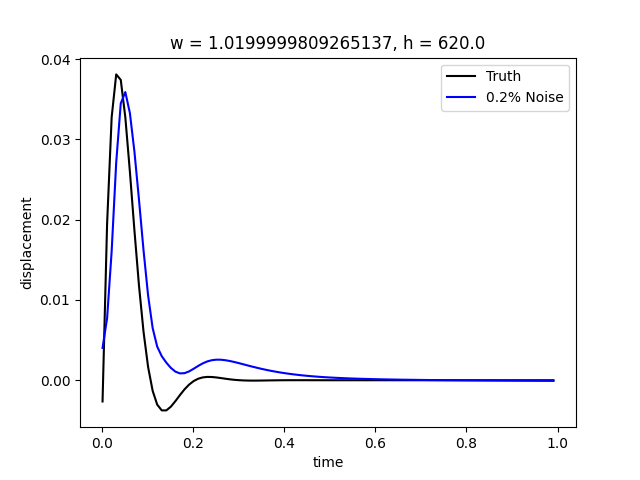 w = 1.0199999809265137, h = 620.0
Truth
0.2% Noise
displacement
0.04
0.03
0.02
0.01
0.00
0.0 0.2 0.4 0.6 0.8 1.0
time